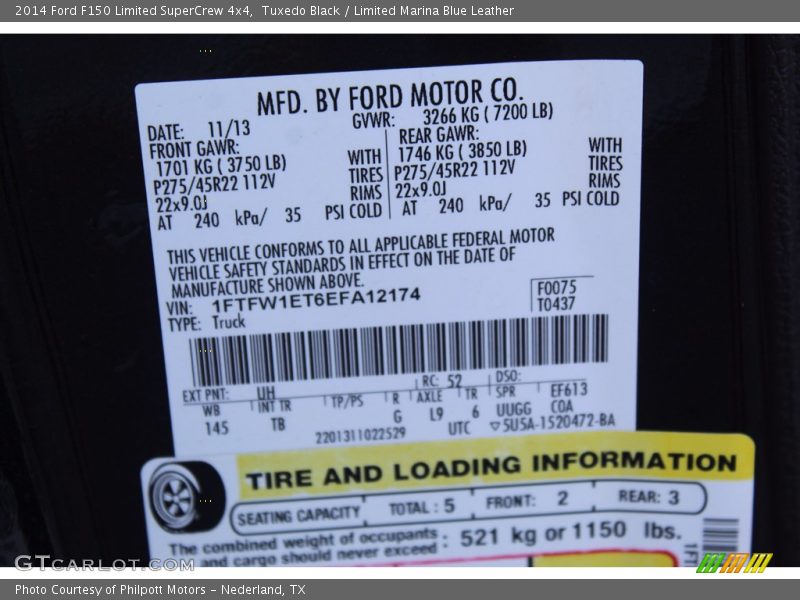 2014 Ford F150 Limited SuperCrew 4x4, Tuxedo Black / Limited Marina Blue Leather
MFD. BY FORD MOTOR CO.
DATE: 11/13 GVWR: 3266 KG ( 7200 LB)
FRONT GAWR: REAR GAWR:
1701 KG ( 3750 LB) WITH 1746 KG ( 3850 LB) WITH
P275/45R22 112V TIRES P275/45R22 112V TIRES
22x9.0J RIMS 22x9.0J RIMS
AT 240 kPa/ 35 PSI COLD AT 240 kPa/ 35 PSI COLD
THIS VEHICLE CONFORMS TO ALL APPLICABLE FEDERAL MOTOR
VEHICLE SAFETY STANDARDS IN EFFECT ON THE DATE OF
MANUFACTURE SHOWN ABOVE.
VIN: 1FTFW1ET6EFA12174 F0075
TYPE: Truck T0437
EXT PNT: UH RC: 52 DSO:
WB INT TR TP/PS R AXLE TR SPR EF613
145 TB G L9 6 UUGG COA
2201311022529 UTC ▽5U5A-1520472-BA
TIRE AND LOADING INFORMATION
SEATING CAPACITY TOTAL : 5 FRONT: 2 REAR: 3
The combined weight of occupants
and cargo should never exceed : 521 kg or 1150 lbs.
GTCarLot.com
Photo Courtesy of Philpott Motors - Nederland, TX